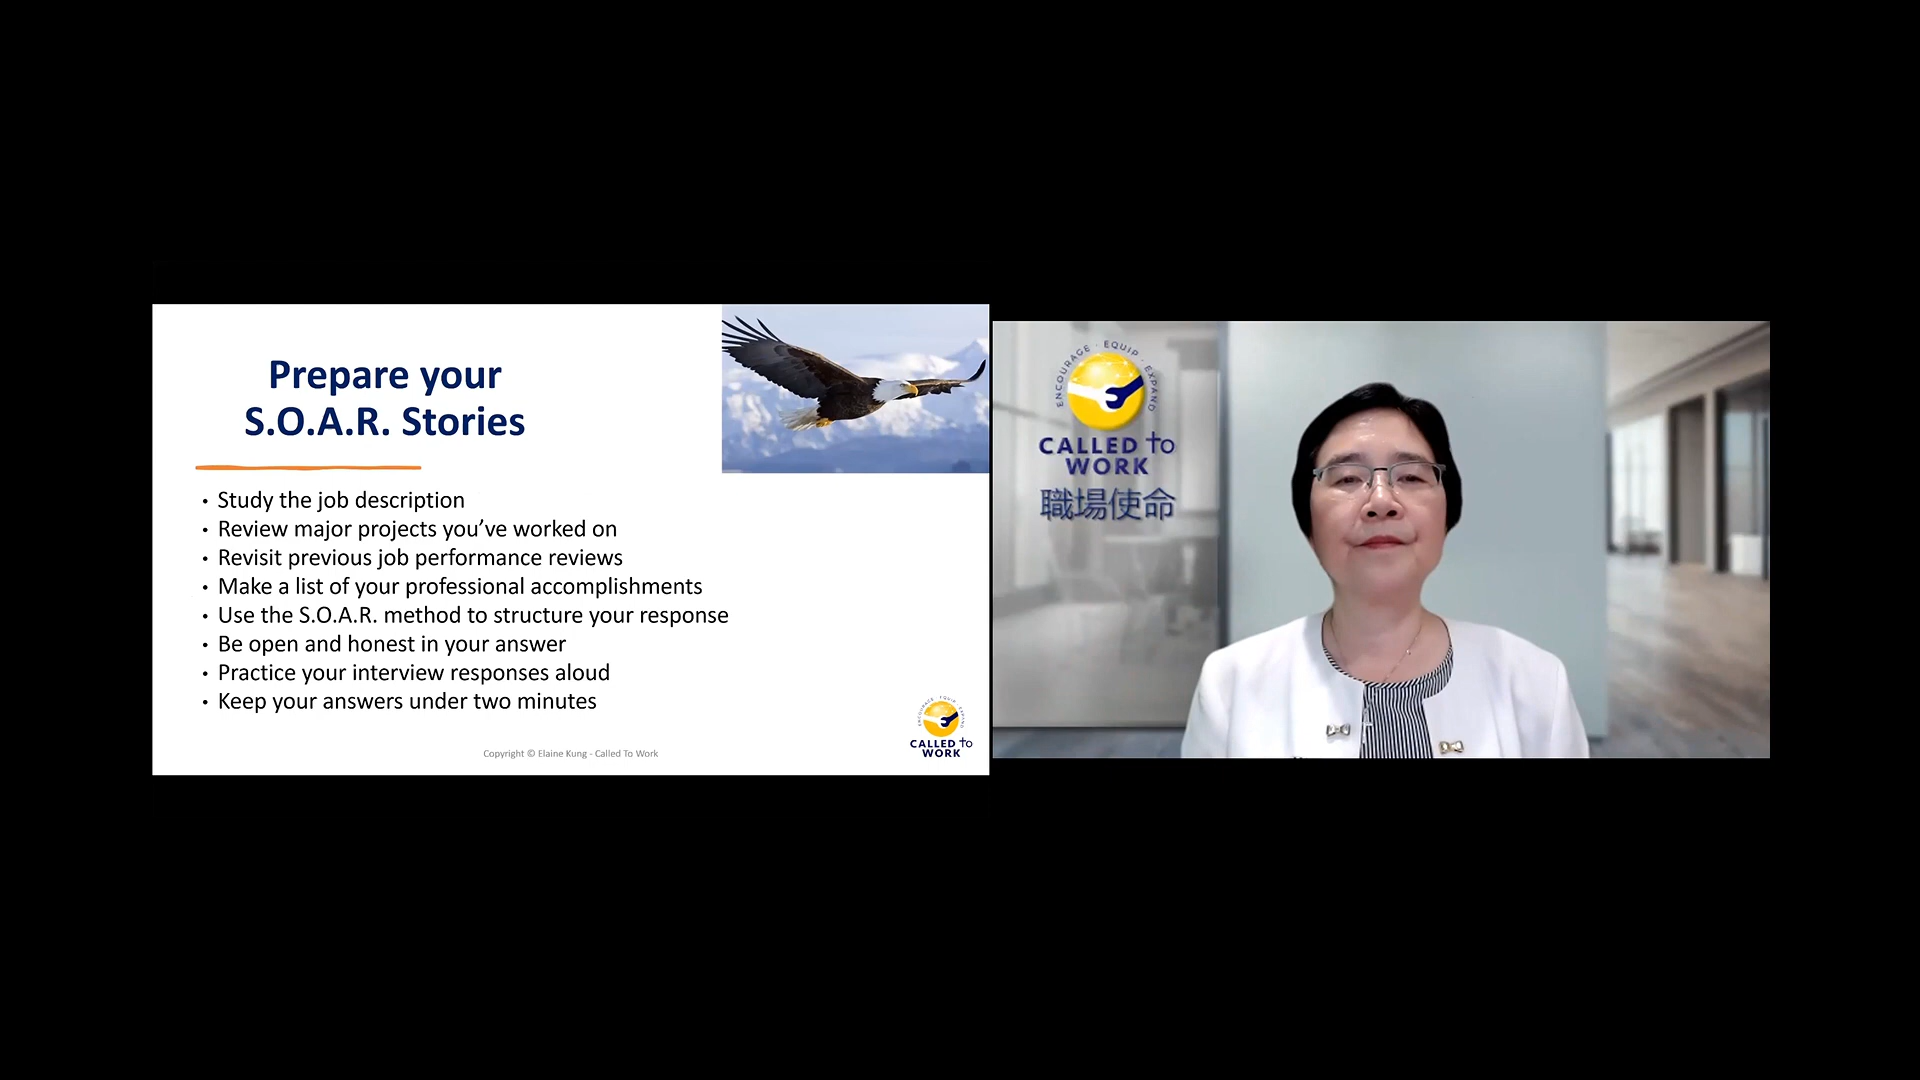 Prepare your
S.O.A.R. Stories
• Study the job description
• Review major projects you’ve worked on
• Revisit previous job performance reviews
• Make a list of your professional accomplishments
• Use the S.O.A.R. method to structure your response
• Be open and honest in your answer
• Practice your interview responses aloud
• Keep your answers under two minutes
Copyright © Elaine Kung - Called To Work
ENCOURAGE · EQUIP · EXPAND
CALLED to
WORK
ENCOURAGE · EQUIP · EXPAND
CALLED to
WORK
職場使命